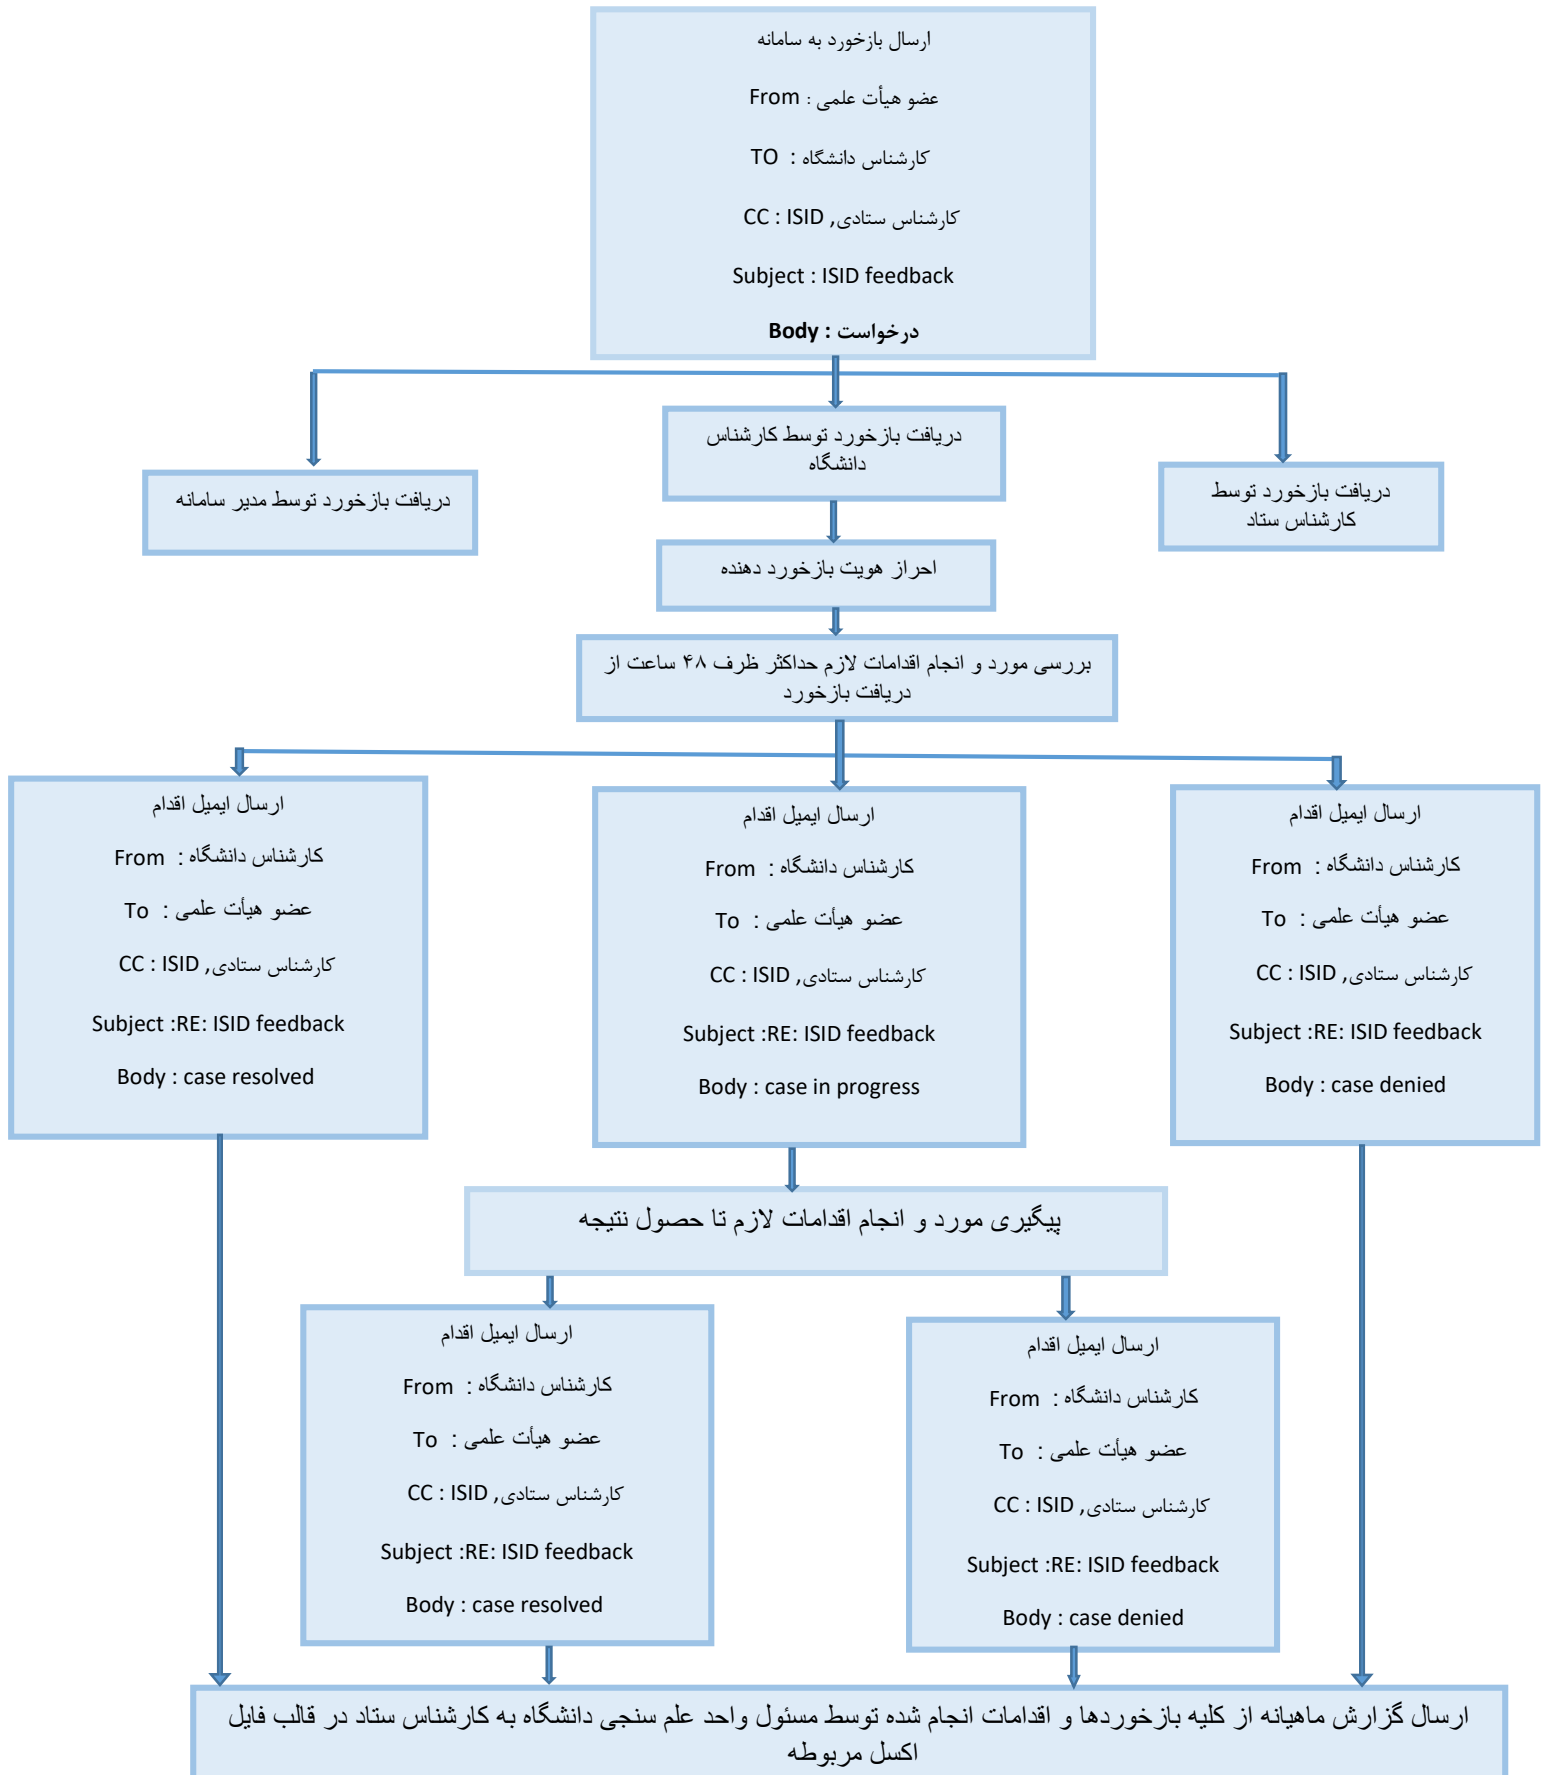 ارسال بازخورد به سامانه
From : عضو هیأت علمی
TO : کارشناس دانشگاه
CC : ISID ,کارشناس ستادی
Subject : ISID feedback
Body : درخواست
دریافت بازخورد توسط کارشناس
دانشگاه
دریافت بازخورد توسط
کارشناس ستاد
دریافت بازخورد توسط مدیر سامانه
احراز هویت بازخورد دهنده
بررسی مورد و انجام اقدامات لازم حداکثر ظرف ۴۸ ساعت از
دریافت بازخورد
ارسال ایمیل اقدام
From : کارشناس دانشگاه
To : عضو هیأت علمی
CC : ISID ,کارشناس ستادی
Subject :RE: ISID feedback
Body : case resolved
ارسال ایمیل اقدام
From : کارشناس دانشگاه
To : عضو هیأت علمی
CC : ISID ,کارشناس ستادی
Subject :RE: ISID feedback
Body : case in progress
ارسال ایمیل اقدام
From : کارشناس دانشگاه
To : عضو هیأت علمی
CC : ISID ,کارشناس ستادی
Subject :RE: ISID feedback
Body : case denied
پیگیری مورد و انجام اقدامات لازم تا حصول نتیجه
ارسال ایمیل اقدام
From : کارشناس دانشگاه
To : عضو هیأت علمی
CC : ISID ,کارشناس ستادی
Subject :RE: ISID feedback
Body : case resolved
ارسال ایمیل اقدام
From : کارشناس دانشگاه
To : عضو هیأت علمی
CC : ISID ,کارشناس ستادی
Subject :RE: ISID feedback
Body : case denied
ارسال گزارش ماهیانه از کلیه بازخوردها و اقدامات انجام شده توسط مسئول واحد علم سنجی دانشگاه به کارشناس ستاد در قالب فایل
اکسل مربوطه